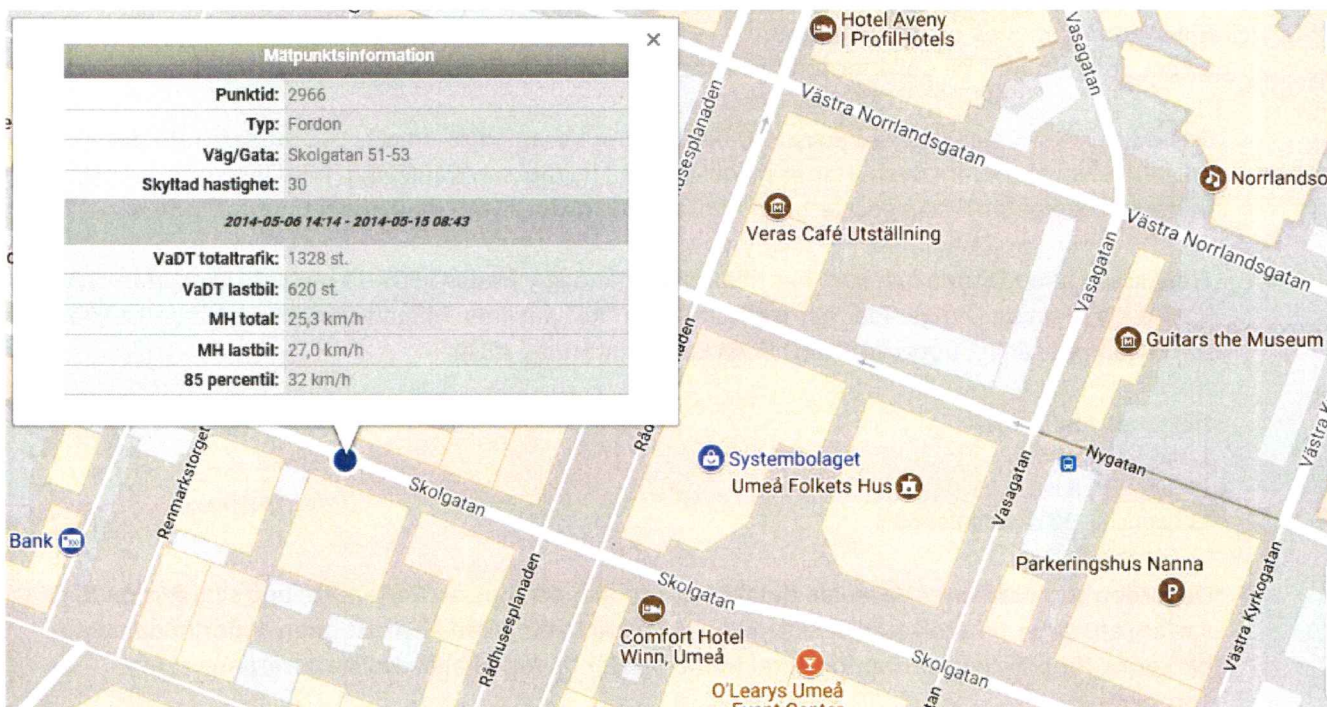 Mätpunktsinformation
×
Punktid: 2966
Typ: Fordon
Väg/Gata: Skolgatan 51-53
Skyltad hastighet: 30
2014-05-06 14:14 - 2014-05-15 08:43
VaDT totaltrafik: 1328 st.
VaDT lastbil: 620 st.
MH total: 25,3 km/h
MH lastbil: 27,0 km/h
85 percentil: 32 km/h
Hotel Aveny
| ProfilHotels
Vasagatan
Västra Norrlandsgatan
Norrlandso
Veras Café Utställning
Västra Norrlandsgatan
Vasagatan
Guitars the Museum
Renmarkstorget
Skolgatan
Systembolaget
Umeå Folkets Hus
Vasagatan
Nygatan
Bank
Rådhusesplanaden
Skolgatan
Parkeringshus Nanna
P
Västra Kyrkogatan
Comfort Hotel
Winn, Umeå
Skolgatan
O'Learys Umeå
Event Center